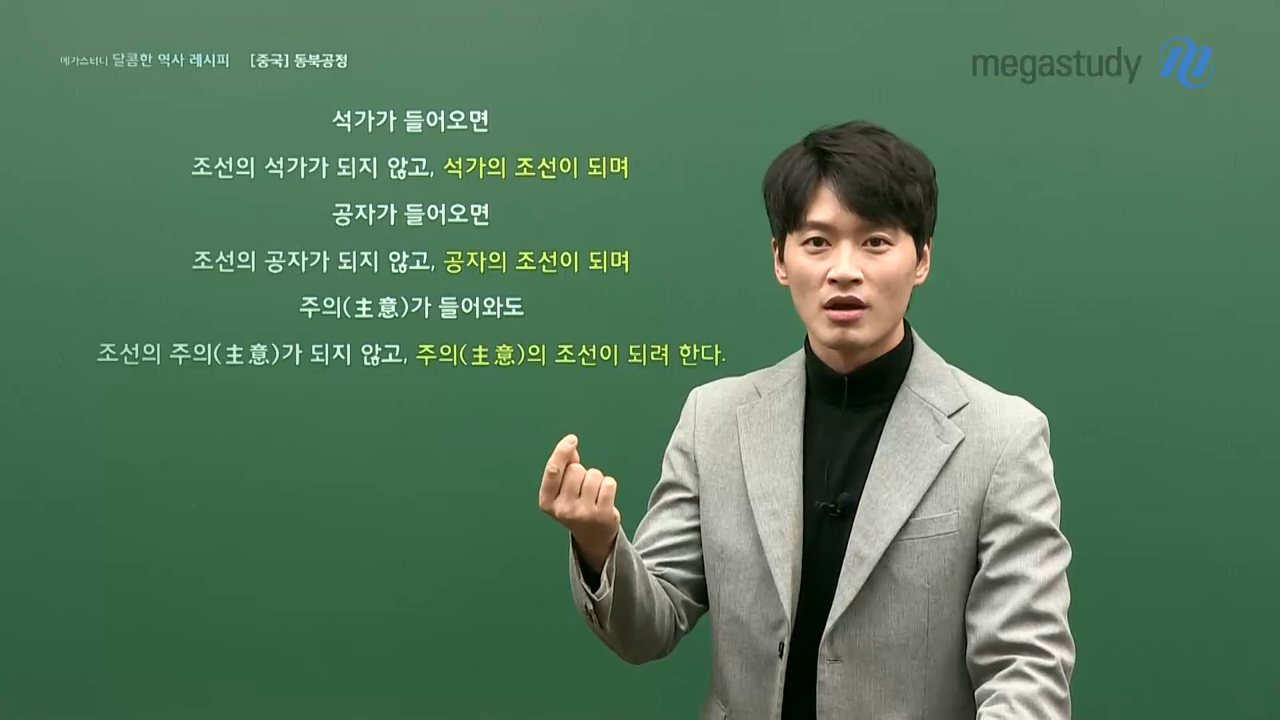 메가스터디 달콤한 역사 레시피 [중국] 동북공정
megastudy
석가가 들어오면
조선의 석가가 되지 않고, 석가의 조선이 되며
공자가 들어오면
조선의 공자가 되지 않고, 공자의 조선이 되며
주의(主意)가 들어와도
조선의 주의(主意)가 되지 않고, 주의(主意)의 조선이 되려 한다.